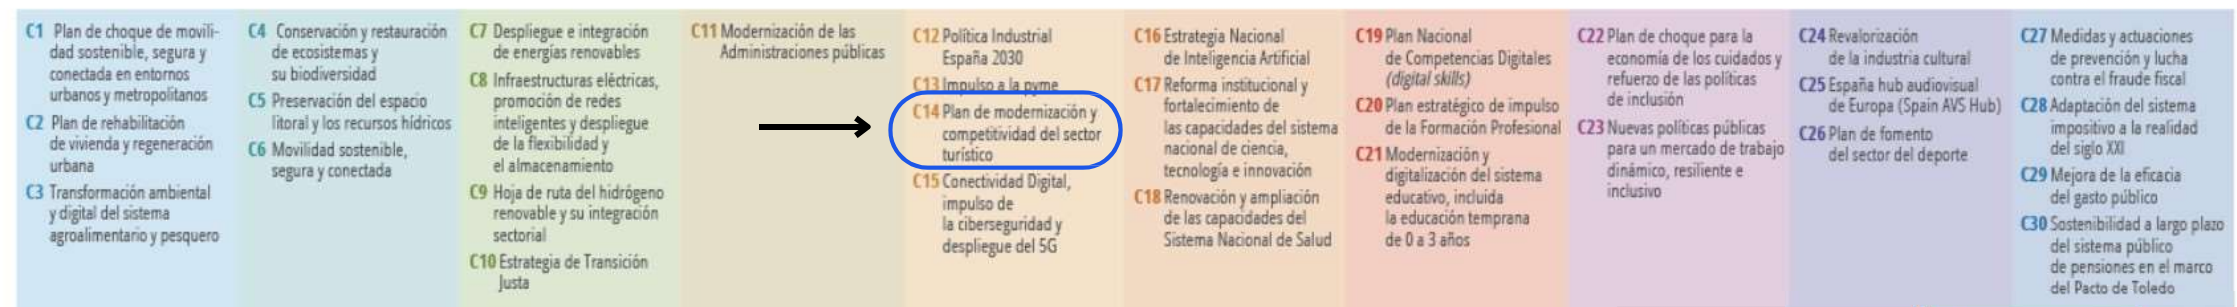 C1 Plan de choque de movili-
dad sostenible, segura y
conectada en entornos
urbanos y metropolitanos
C2 Plan de rehabilitación
de vivienda y regeneración
urbana
C3 Transformación ambiental
y digital del sistema
agroalimentario y pesquero
C4 Conservación y restauración
de ecosistemas y
su biodiversidad
C5 Preservación del espacio
litoral y los recursos hídricos
C6 Movilidad sostenible,
segura y conectada
C7 Despliegue e integración
de energías renovables
C8 Infraestructuras eléctricas,
promoción de redes
inteligentes y despliegue
de la flexibilidad y
el almacenamiento
C9 Hoja de ruta del hidrógeno
renovable y su integración
sectorial
C10 Estrategia de Transición
Justa
C11 Modernización de las
Administraciones públicas
C12 Política Industrial
España 2030
C13 Impulso a la pyme
C14 Plan de modernización y
competitividad del sector
turístico
C15 Conectividad Digital,
impulso de
la ciberseguridad y
despliegue del 5G
C16 Estrategia Nacional
de Inteligencia Artificial
C17 Reforma institucional y
fortalecimiento de
las capacidades del sistema
nacional de ciencia,
tecnología e innovación
C18 Renovación y ampliación
de las capacidades del
Sistema Nacional de Salud
C19 Plan Nacional
de Competencias Digitales
(digital skills)
C20 Plan estratégico de impulso
de la Formación Profesional
C21 Modernización y
digitalización del sistema
educativo, incluida
la educación temprana
de 0 a 3 años
C22 Plan de choque para la
economía de los cuidados y
refuerzo de las políticas
de inclusión
C23 Nuevas políticas públicas
para un mercado de trabajo
dinámico, resiliente e
inclusivo
C24 Revalorización
de la industria cultural
C25 España hub audiovisual
de Europa (Spain AVS Hub)
C26 Plan de fomento
del sector del deporte
C27 Medidas y actuaciones
de prevención y lucha
contra el fraude fiscal
C28 Adaptación del sistema
impositivo a la realidad
del siglo XXI
C29 Mejora de la eficacia
del gasto público
C30 Sostenibilidad a largo plazo
del sistema público
de pensiones en el marco
del Pacto de Toledo